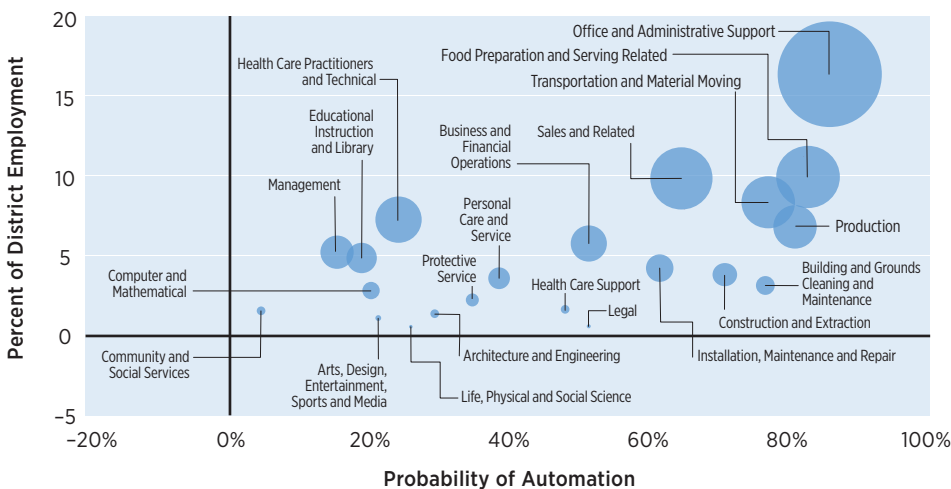 20
15
10
5
0
−5
Percent of District Employment
−20%
0%
20%
40%
60%
80%
100%
Probability of Automation
Office and Administrative Support
Food Preparation and Serving Related
Transportation and Material Moving
Health Care Practitioners
and Technical
Educational
Instruction
and Library
Business and
Financial
Operations
Sales and Related
Management
Personal
Care and
Service
Production
Protective
Service
Computer and
Mathematical
Health Care Support
Legal
Building and Grounds
Cleaning and
Maintenance
Construction and Extraction
Community and
Social Services
Architecture and Engineering
Installation, Maintenance and Repair
Arts, Design,
Entertainment,
Sports and Media
Life, Physical and Social Science